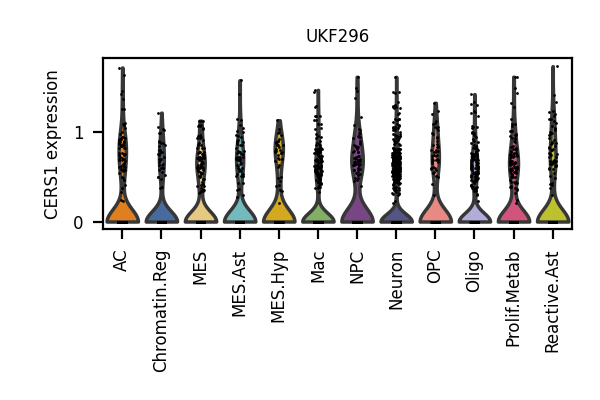 UKF296
CERS1 expression
1
0
AC
Chromatin.Reg
MES
MES.Ast
MES.Hyp
Mac
NPC
Neuron
OPC
Oligo
Prolif.Metab
Reactive.Ast